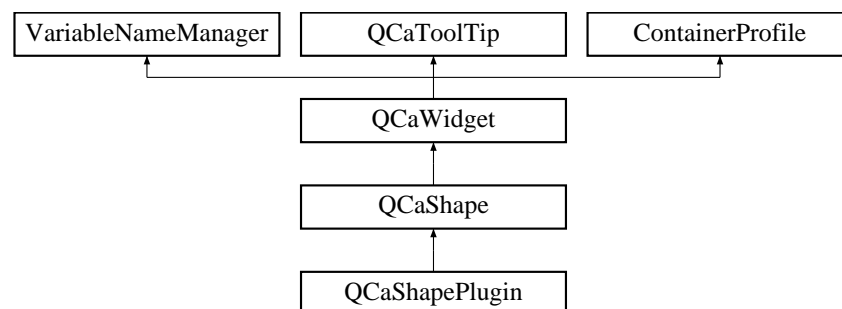 VariableNameManager
QCaToolTip
ContainerProfile
QCaWidget
QCaShape
QCaShapePlugin